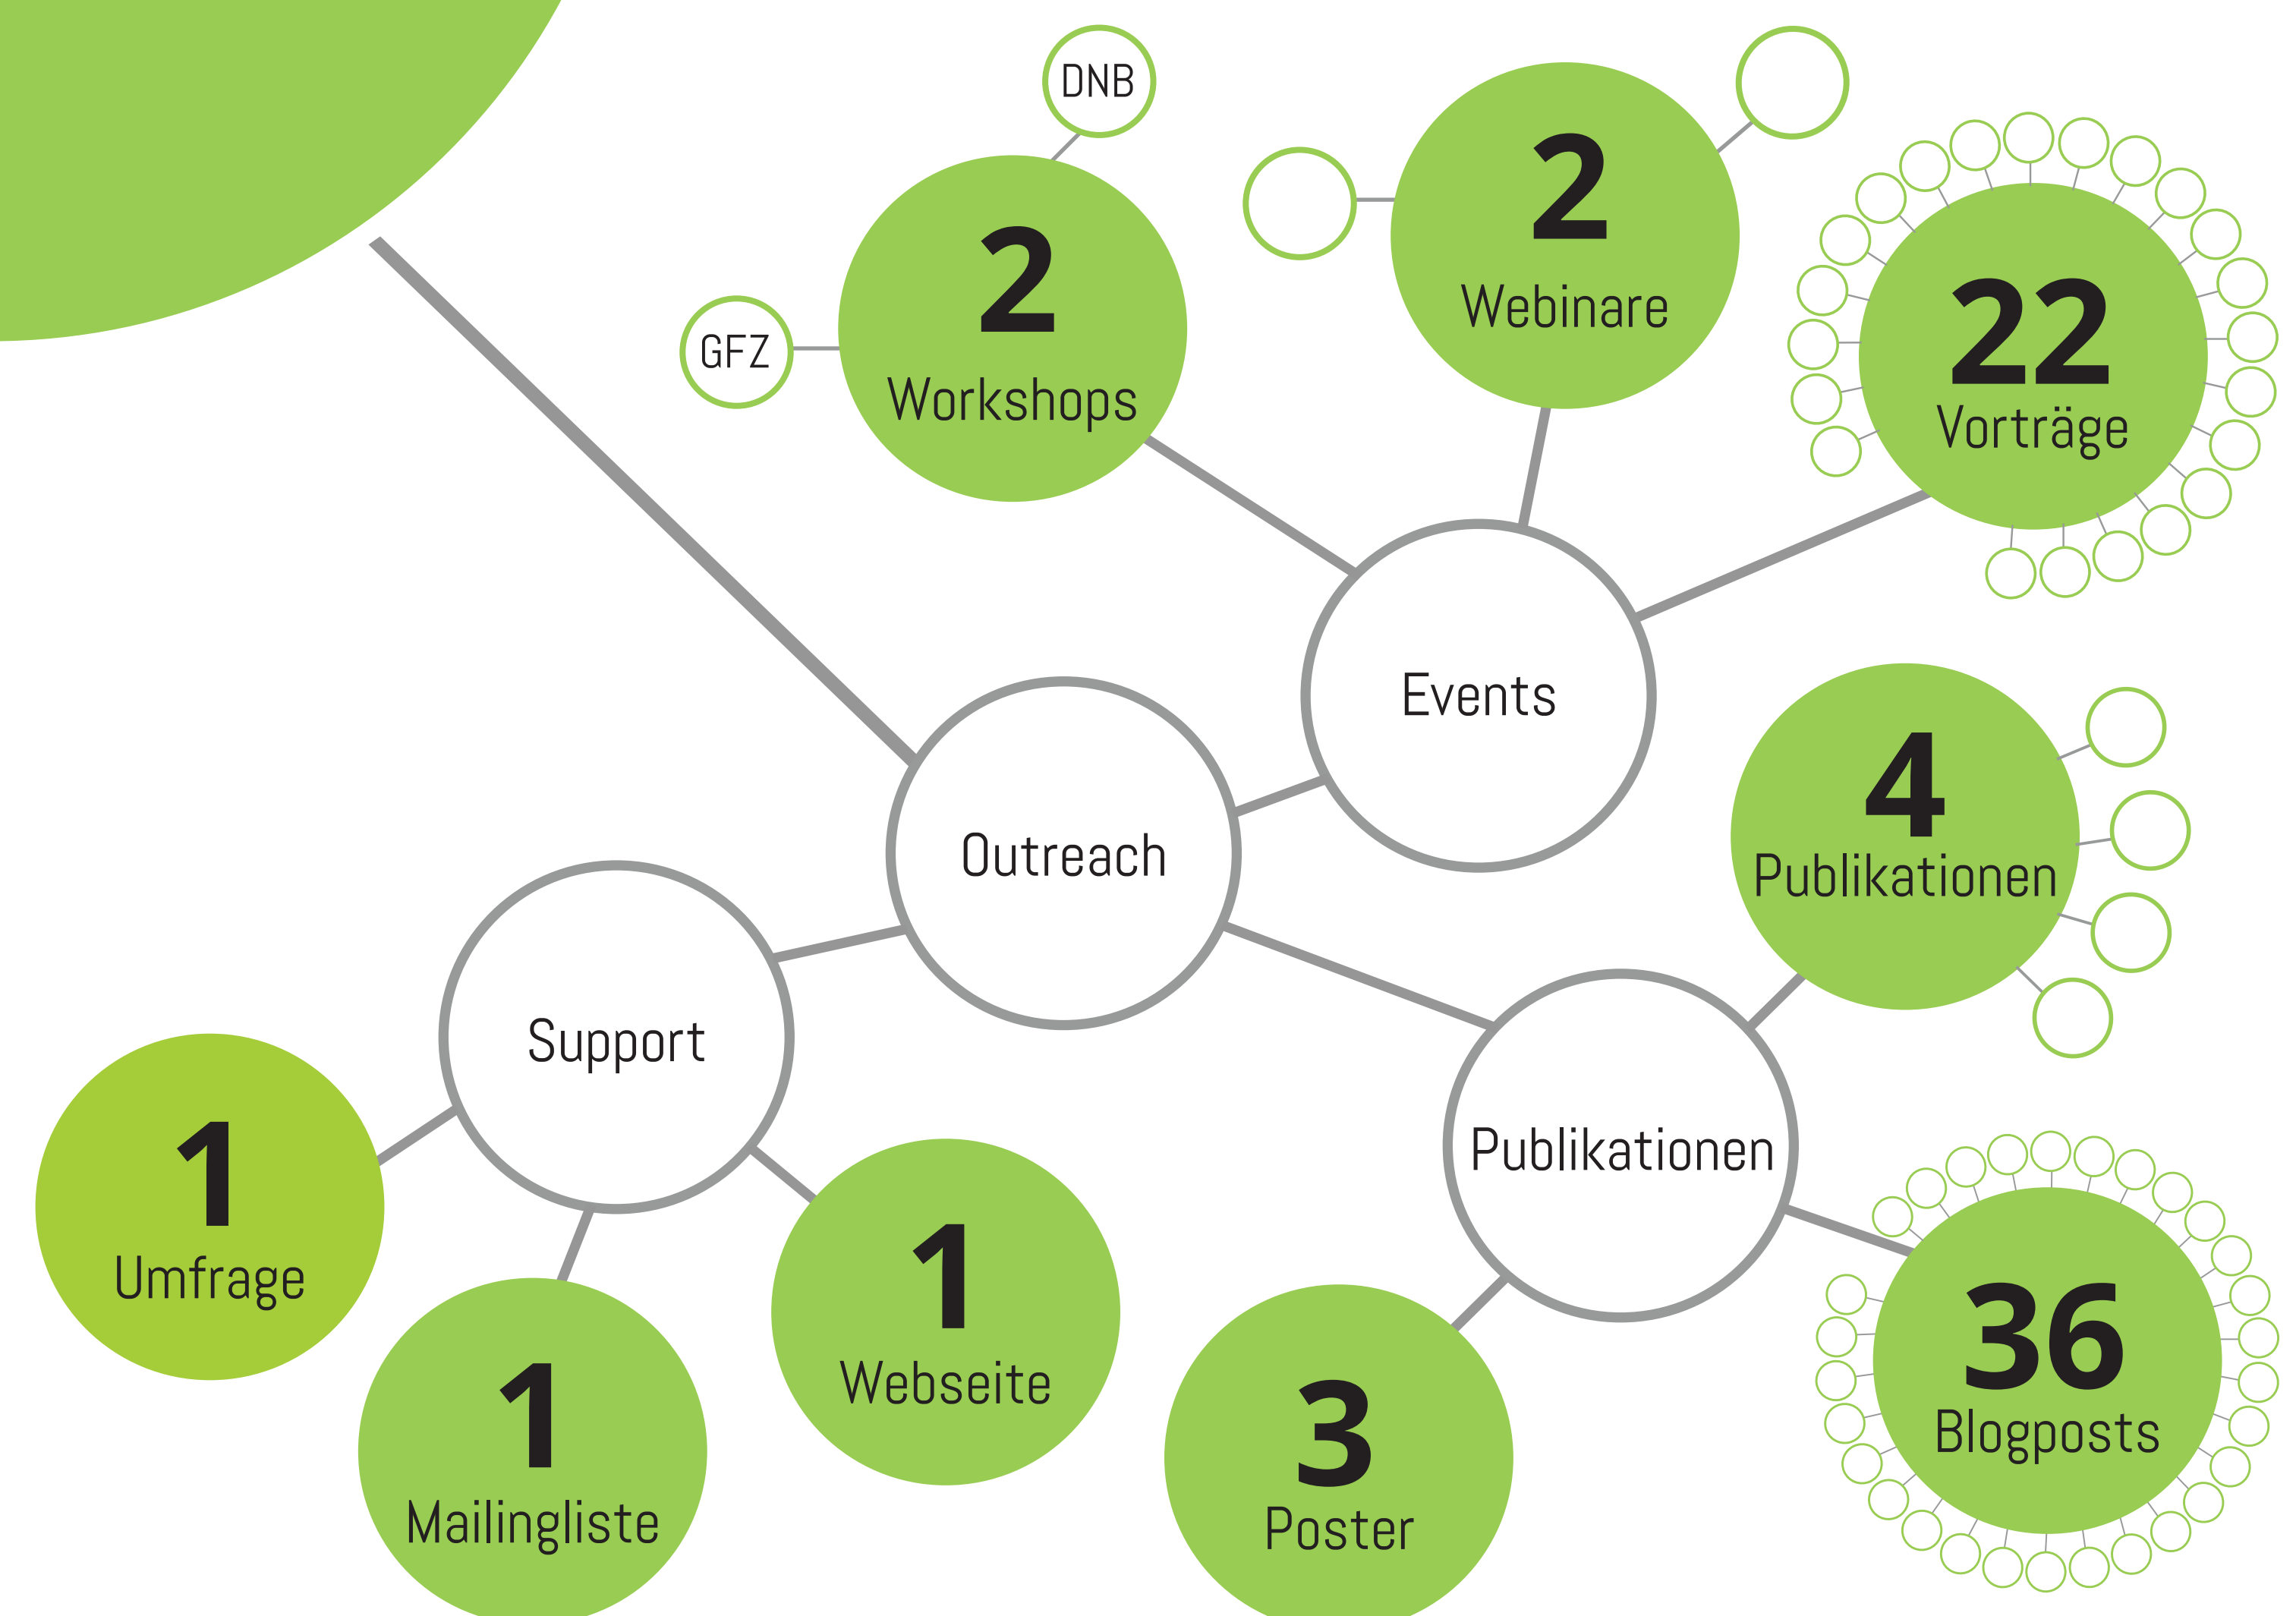 DNB
GFZ
2
Workshops
2
Webinare
22
Vorträge
Events
Outreach
Support
4
Publikationen
Publikationen
1
Umfrage
1
Mailingliste
1
Webseite
3
Poster
36
Blogposts